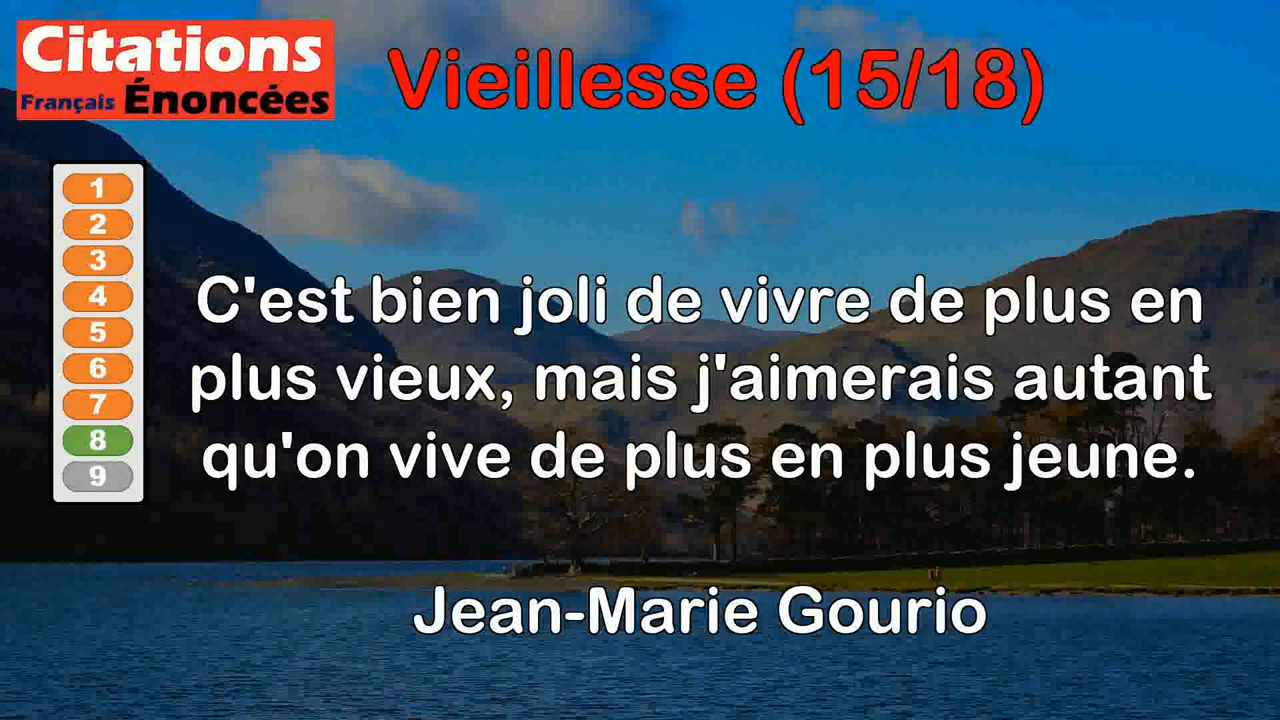 Citations
Français Énoncées
Vieillesse (15/18)
1
2
3
4
5
6
7
8
9
C'est bien joli de vivre de plus en
plus vieux, mais j'aimerais autant
qu'on vive de plus en plus jeune.
Jean-Marie Gourio